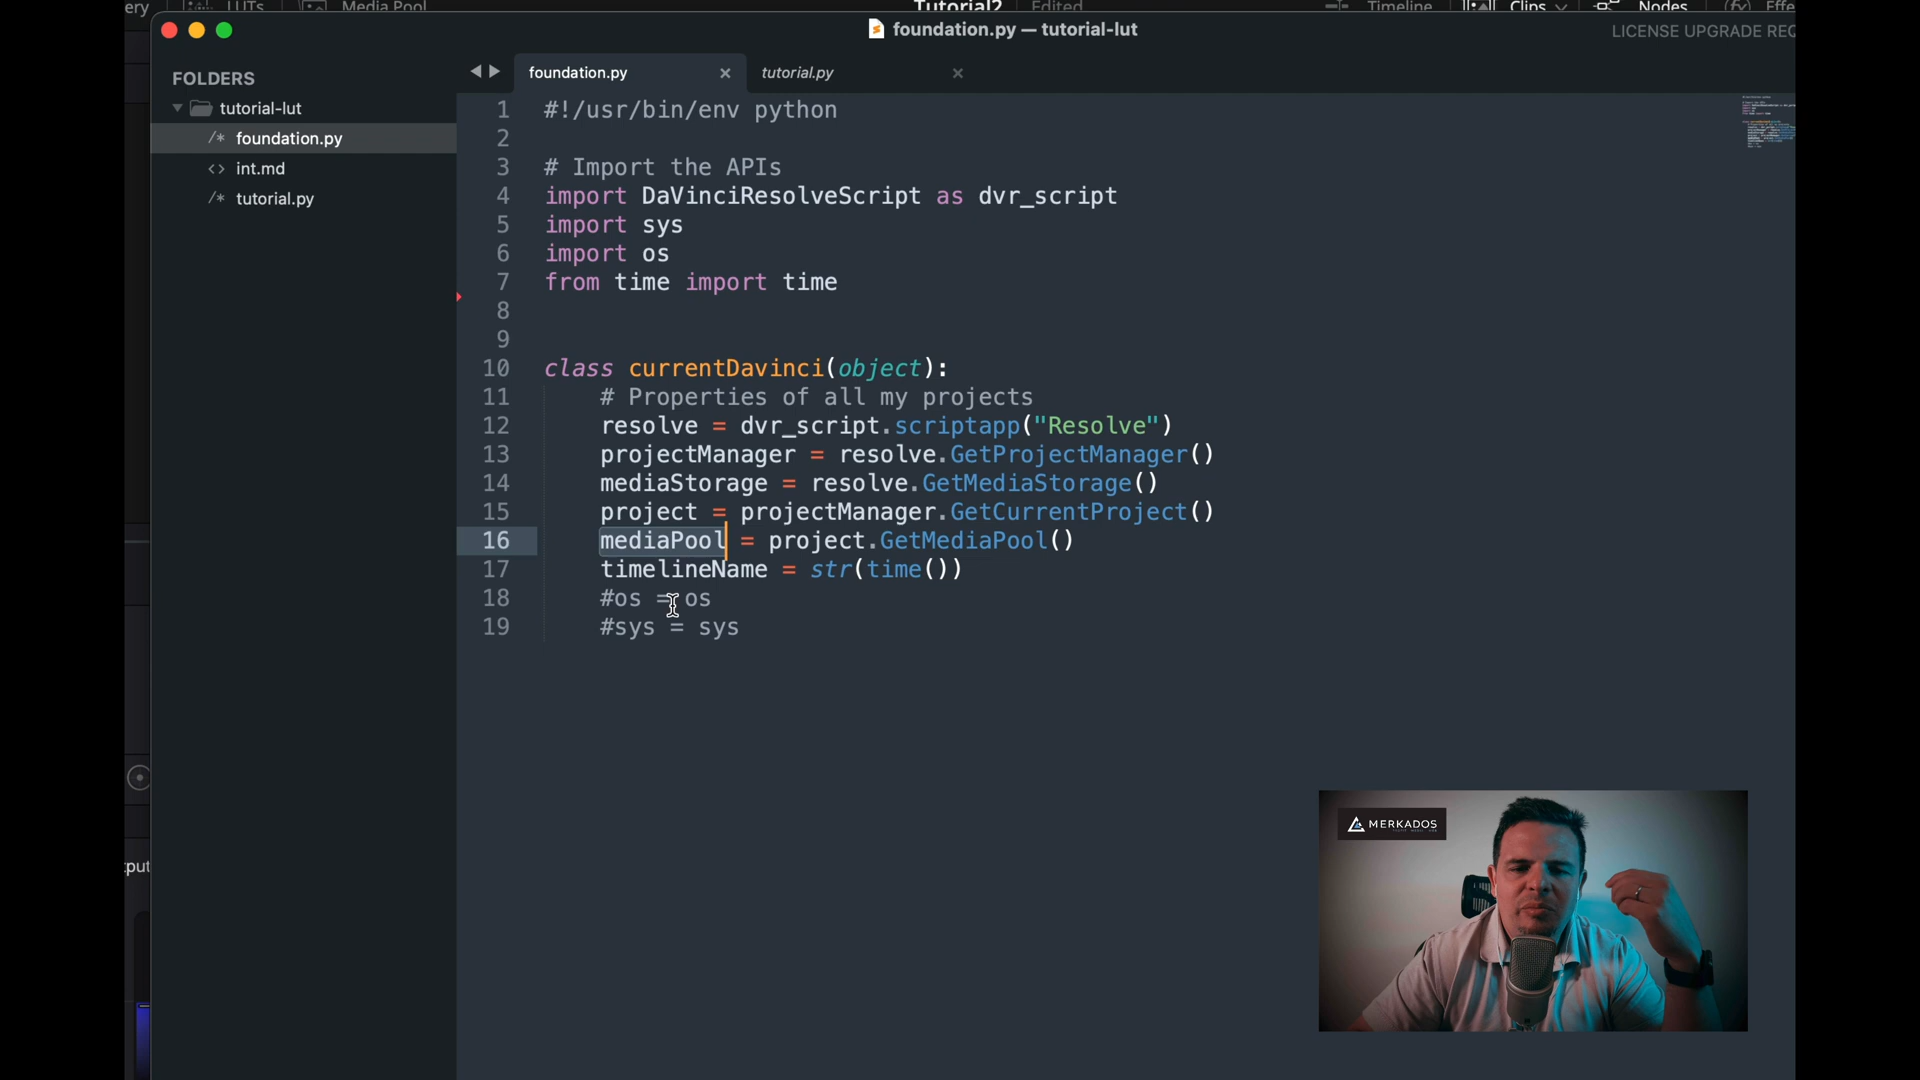 LUTs
Media Pool
Tutorial2
Edited
Timeline
Clips
Nodes
foundation.py — tutorial-lut
LICENSE UPGRADE REQ
FOLDERS
tutorial-lut
/* foundation.py
<> int.md
/* tutorial.py
foundation.py
tutorial.py
1 #!/usr/bin/env python
2
3 # Import the APIs
4 import DaVinciResolveScript as dvr_script
5 import sys
6 import os
7 from time import time
8
9
10 class currentDavinci(object):
11 # Properties of all my projects
12 resolve = dvr_script.scriptapp("Resolve")
13 projectManager = resolve.GetProjectManager()
14 mediaStorage = resolve.GetMediaStorage()
15 project = projectManager.GetCurrentProject()
16 mediaPool = project.GetMediaPool()
17 timelineName = str(time())
18 #os = os
19 #sys = sys
MERKADOS